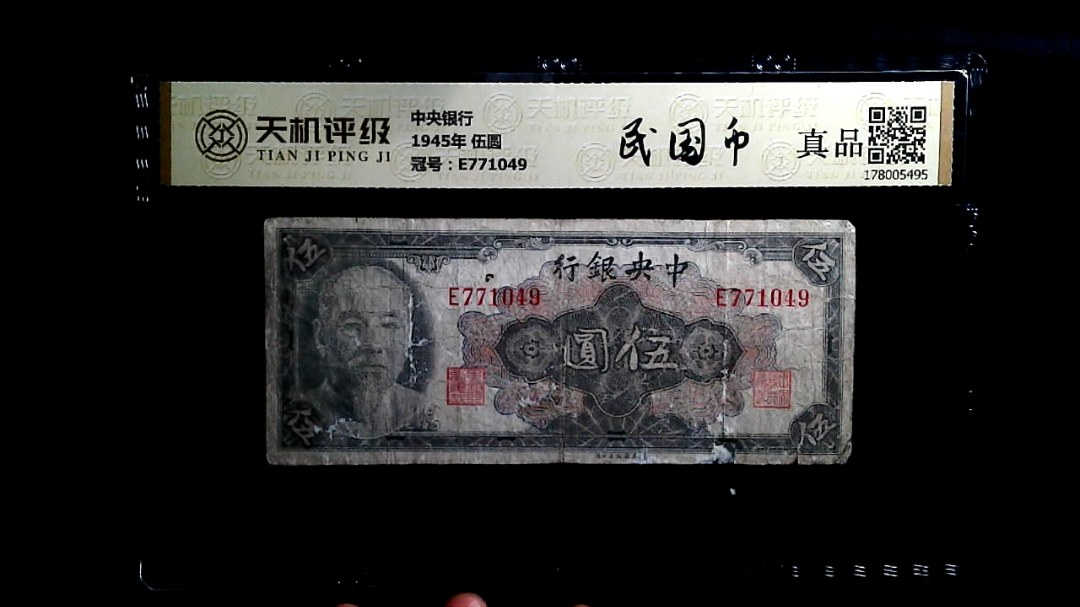 天机评级
TIAN JI PING JI
中央银行
1945年 伍圆
冠号：E771049
民国币
真品
178005495
伍
伍
中央銀行
E771049
E771049
伍圓
伍
伍